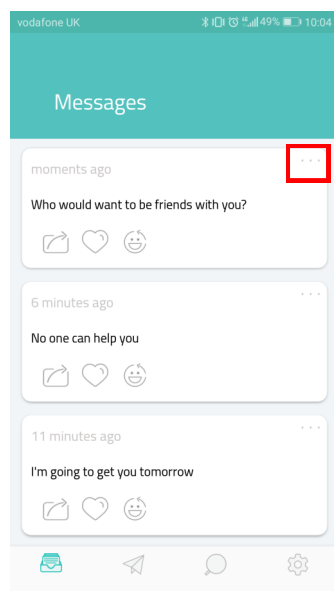 vodafone UK 49% 10:04
Messages
moments ago
Who would want to be friends with you?
6 minutes ago
No one can help you
11 minutes ago
I'm going to get you tomorrow